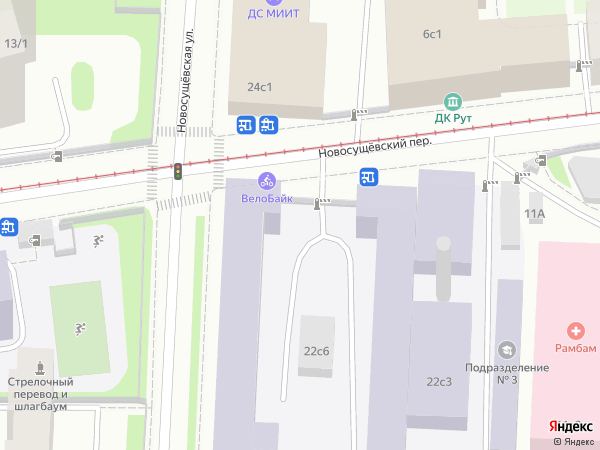 ДС МИИТ
6с1
13/1
Новосущёвская ул.
24с1
ДК Рут
Новосущёвский пер.
ВелоБайк
11А
22с6
Рамбам
Стрелочный
перевод и
шлагбаум
Подразделение
№ 3
22с3
Яндекс
© Яндекс